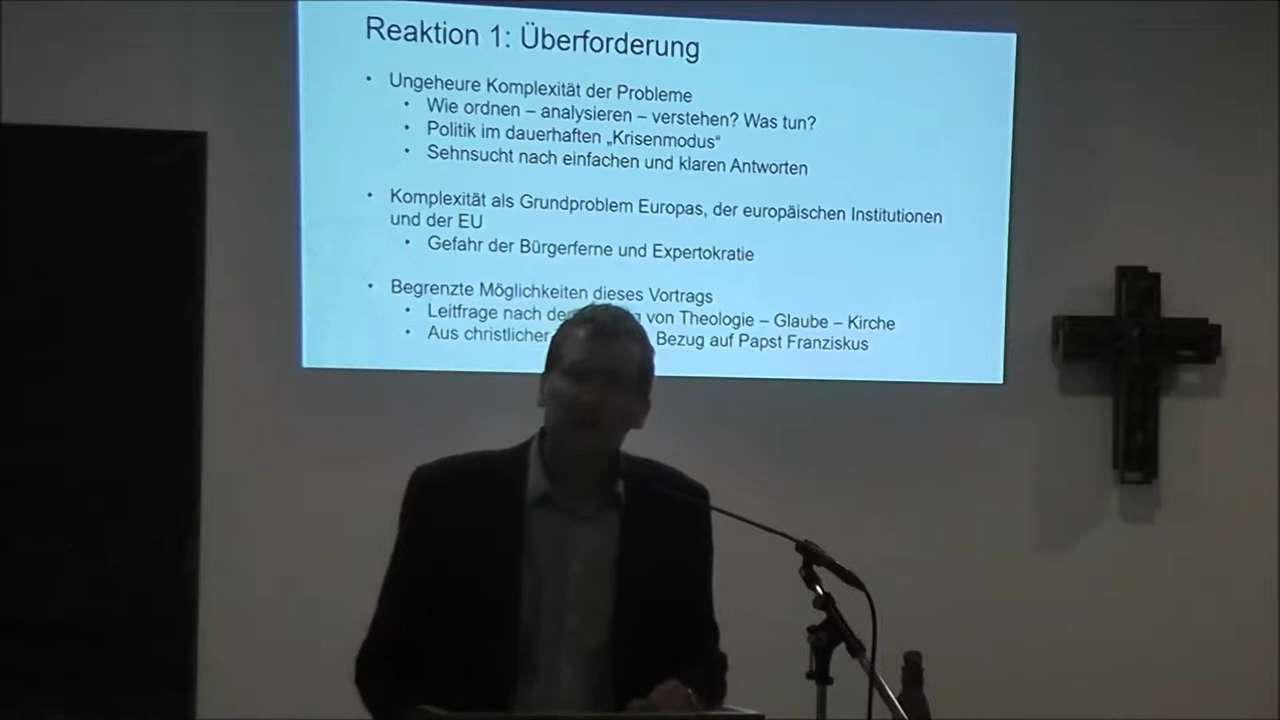 Reaktion 1: Überforderung
• Ungeheure Komplexität der Probleme
• Wie ordnen – analysieren – verstehen? Was tun?
• Politik im dauerhaften „Krisenmodus“
• Sehnsucht nach einfachen und klaren Antworten
• Komplexität als Grundproblem Europas, der europäischen Institutionen
und der EU
• Gefahr der Bürgerferne und Expertokratie
• Begrenzte Möglichkeiten dieses Vortrags
• Leitfrage nach von Theologie – Glaube – Kirche
• Aus christlicher Bezug auf Papst Franziskus